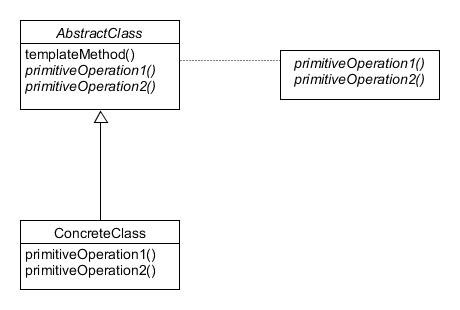 AbstractClass
templateMethod()
primitiveOperation1()
primitiveOperation2()
primitiveOperation1()
primitiveOperation2()
ConcreteClass
primitiveOperation1()
primitiveOperation2()